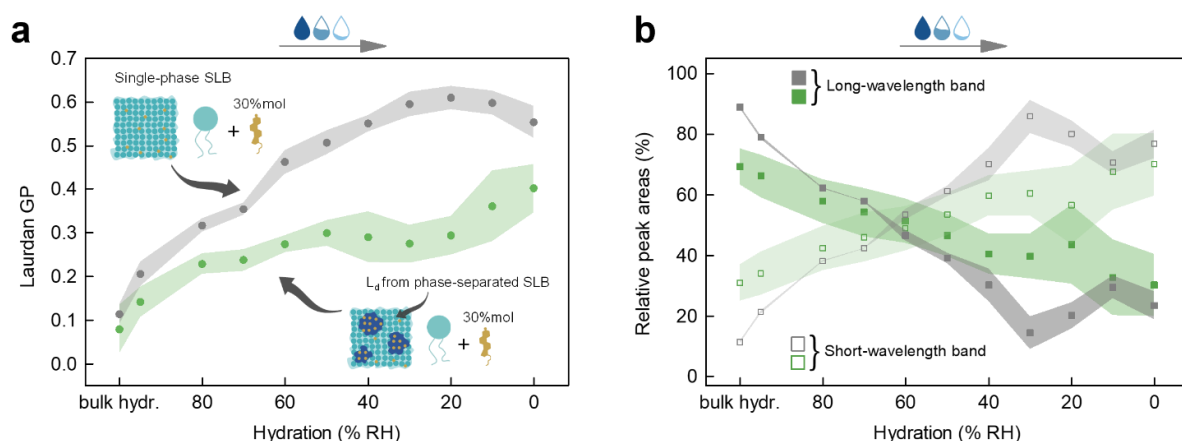 a
Single-phase SLB
30%mol
+
Laurdan GP
0.7
0.6
0.5
0.4
0.3
0.2
0.1
0.0
Ld from phase-separated SLB
30%mol
+
bulk hydr. 80 60 40 20 0
Hydration (% RH)
b
Long-wavelength band
Relative peak areas (%)
100
80
60
40
20
0
Short-wavelength band
bulk hydr. 80 60 40 20 0
Hydration (% RH)